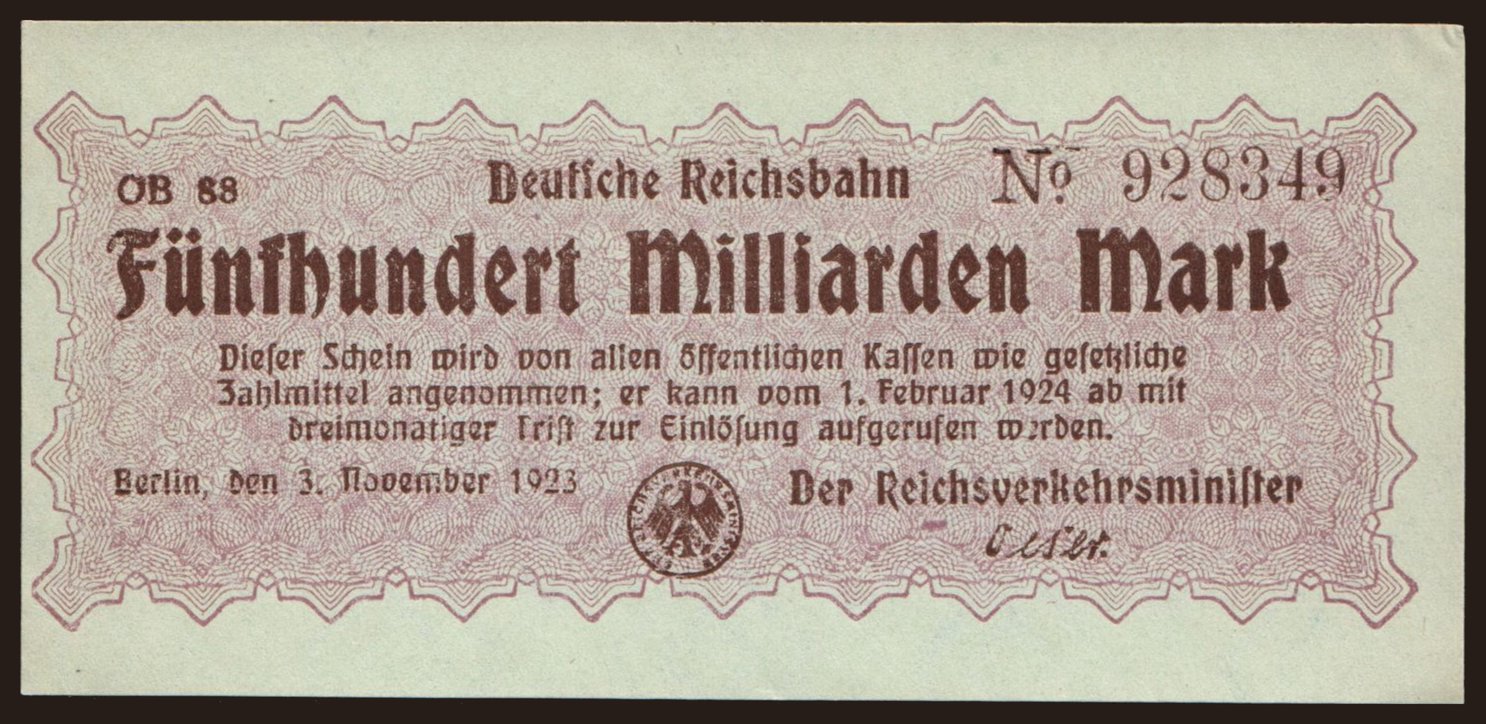 OB 88 Deutsche Reichsbahn No 928349
Fünfhundert Milliarden Mark
Dieser Schein wird von allen öffentlichen Kassen wie gesetzliche
Zahlmittel angenommen; er kann vom 1. Februar 1924 ab mit
dreimonatiger Frist zur Einlösung aufgerufen werden.
Berlin, den 3. November 1923
Der Reichsverkehrsminister
Oeser.